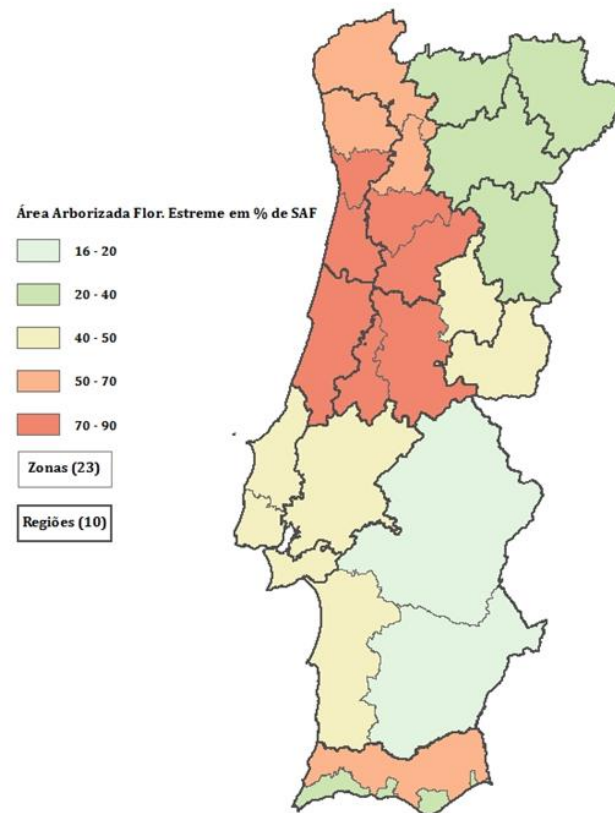 Área Arborizada Flor. Estreme em % de SAF
16 - 20
20 - 40
40 - 50
50 - 70
70 - 90
Zonas (23)
Regiões (10)